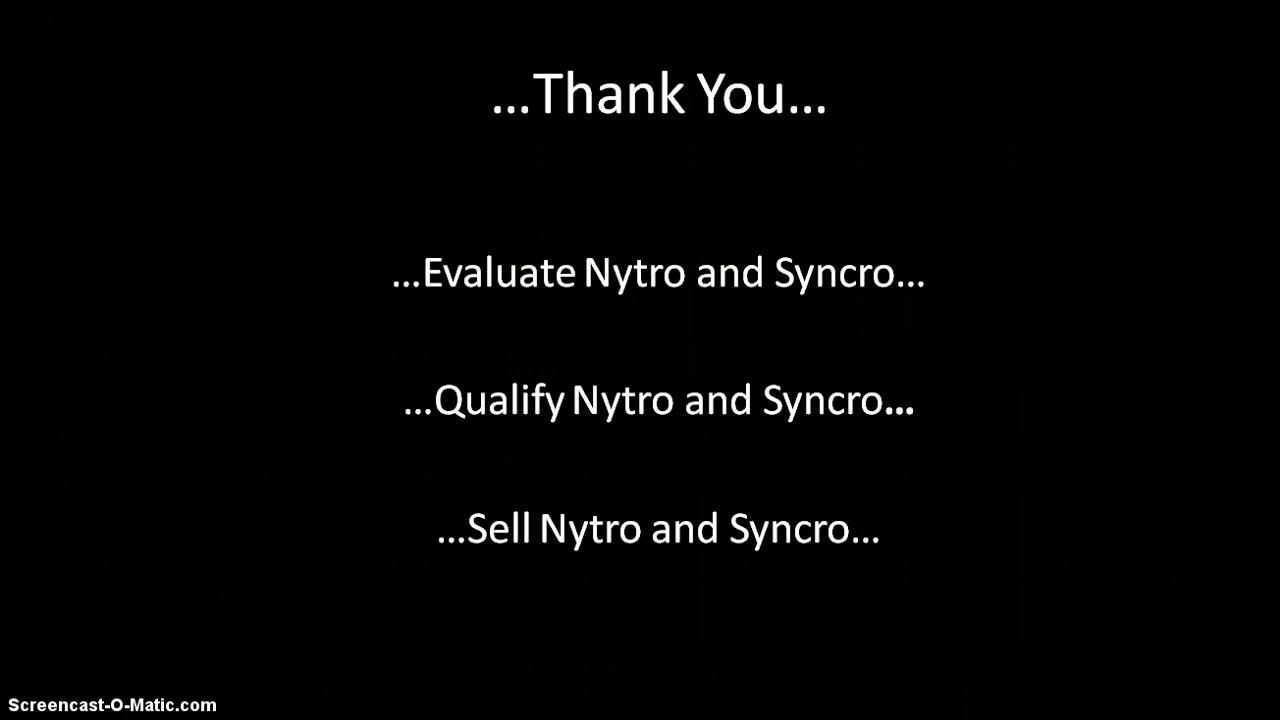 ...Thank You...
...Evaluate Nytro and Syncro...
...Qualify Nytro and Syncro...
...Sell Nytro and Syncro...
Screencast-O-Matic.com